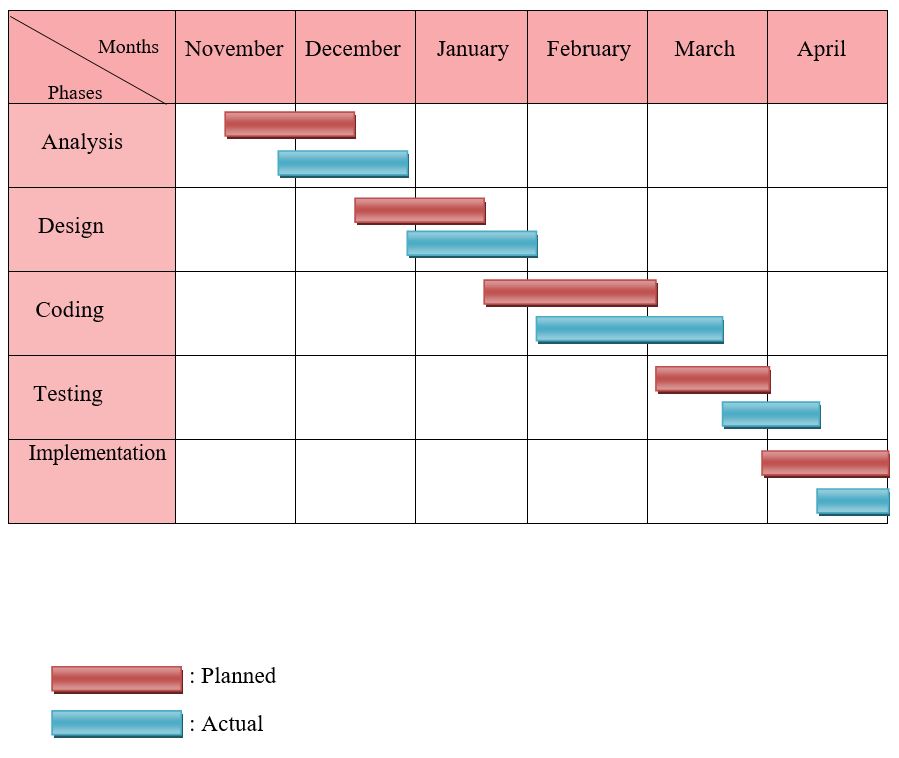 Months
Phases
November December January February March April
Analysis
Design
Coding
Testing
Implementation
: Planned
: Actual